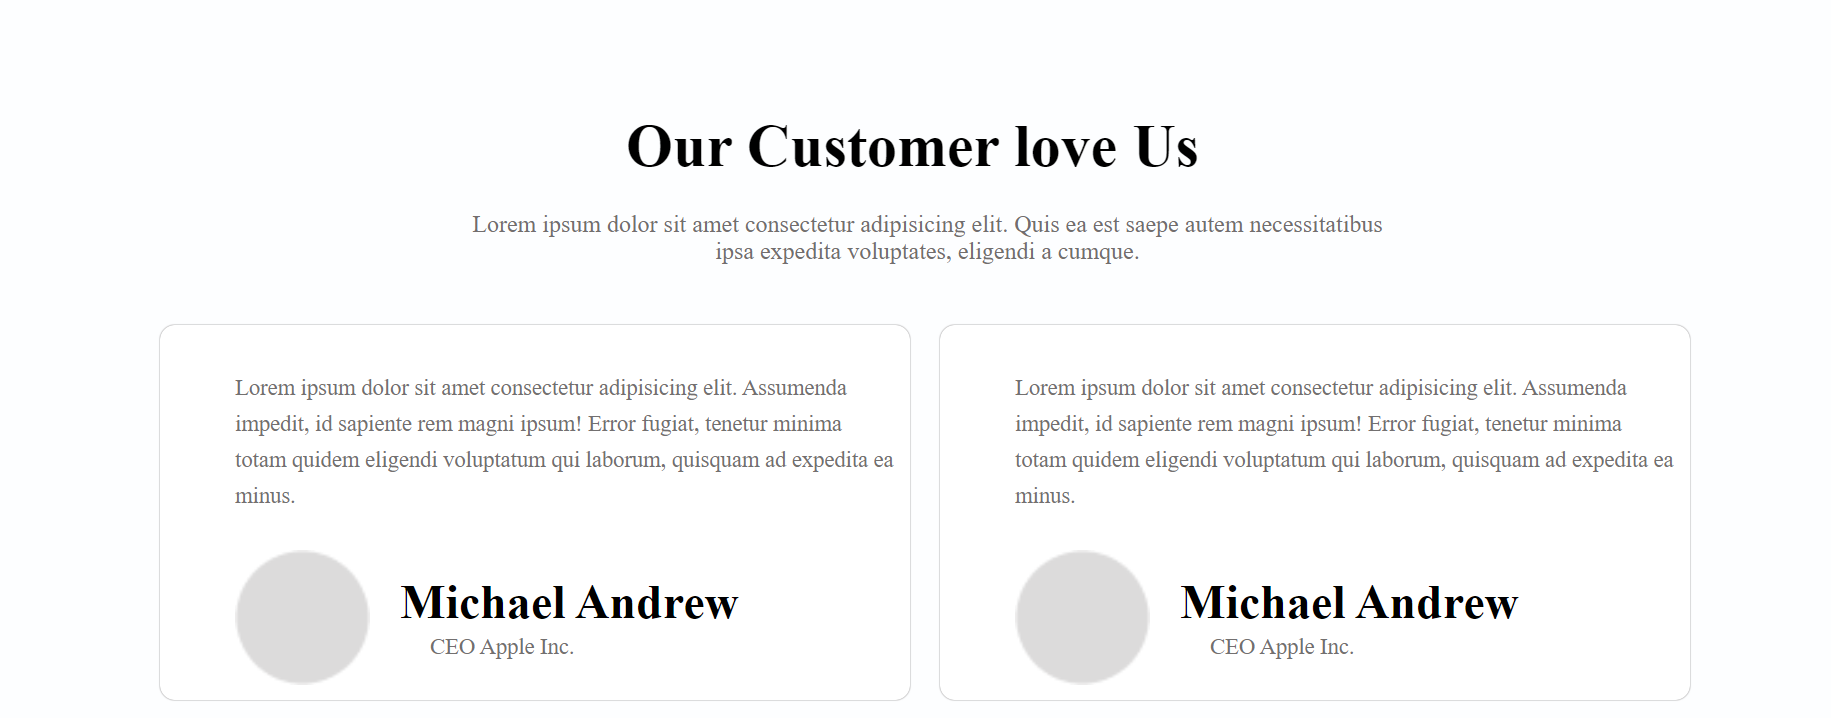 Our Customer love Us
Lorem ipsum dolor sit amet consectetur adipisicing elit. Quis ea est saepe autem necessitatibus
ipsa expedita voluptates, eligendi a cumque.
Lorem ipsum dolor sit amet consectetur adipisicing elit. Assumenda
impedit, id sapiente rem magni ipsum! Error fugiat, tenetur minima
totam quidem eligendi voluptatum qui laborum, quisquam ad expedita ea
minus.
Michael Andrew
CEO Apple Inc.
Lorem ipsum dolor sit amet consectetur adipisicing elit. Assumenda
impedit, id sapiente rem magni ipsum! Error fugiat, tenetur minima
totam quidem eligendi voluptatum qui laborum, quisquam ad expedita ea
minus.
Michael Andrew
CEO Apple Inc.